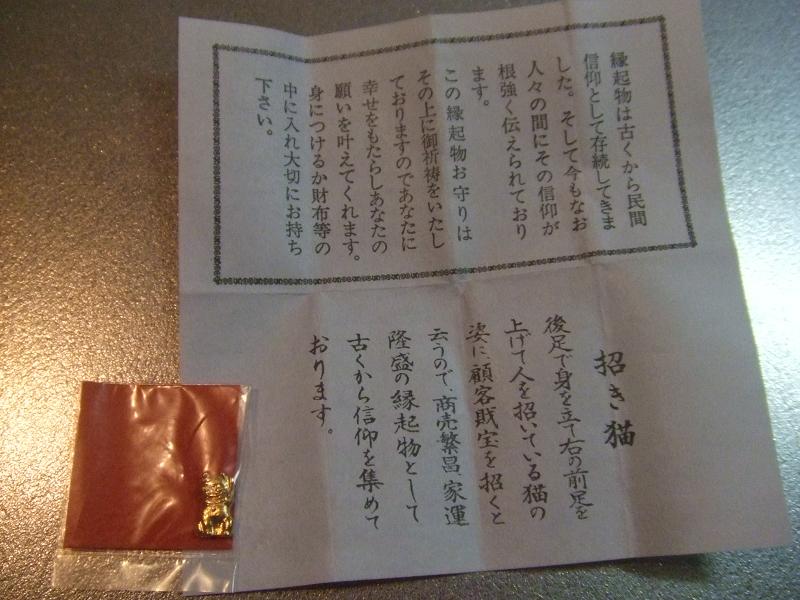 縁起物は古くから民間
信仰として存続してきま
した。そして今もなお
人々の間にその信仰が
根強く伝えられており
ます。
この縁起物お守りは
その上に御祈祷をいたし
ておりますのであなたに
幸せをもたらしあなたの
願いを叶えてくれます。
身につけるか財布等の
中に入れ大切にお持ち
下さい。
招き猫
後足で身を立て右の前足を
上げて人を招いている猫の
姿に顧客財宝を招くと
云うので、商売繁昌、家運
隆盛の縁起物として
古くから信仰を集めて
おります。